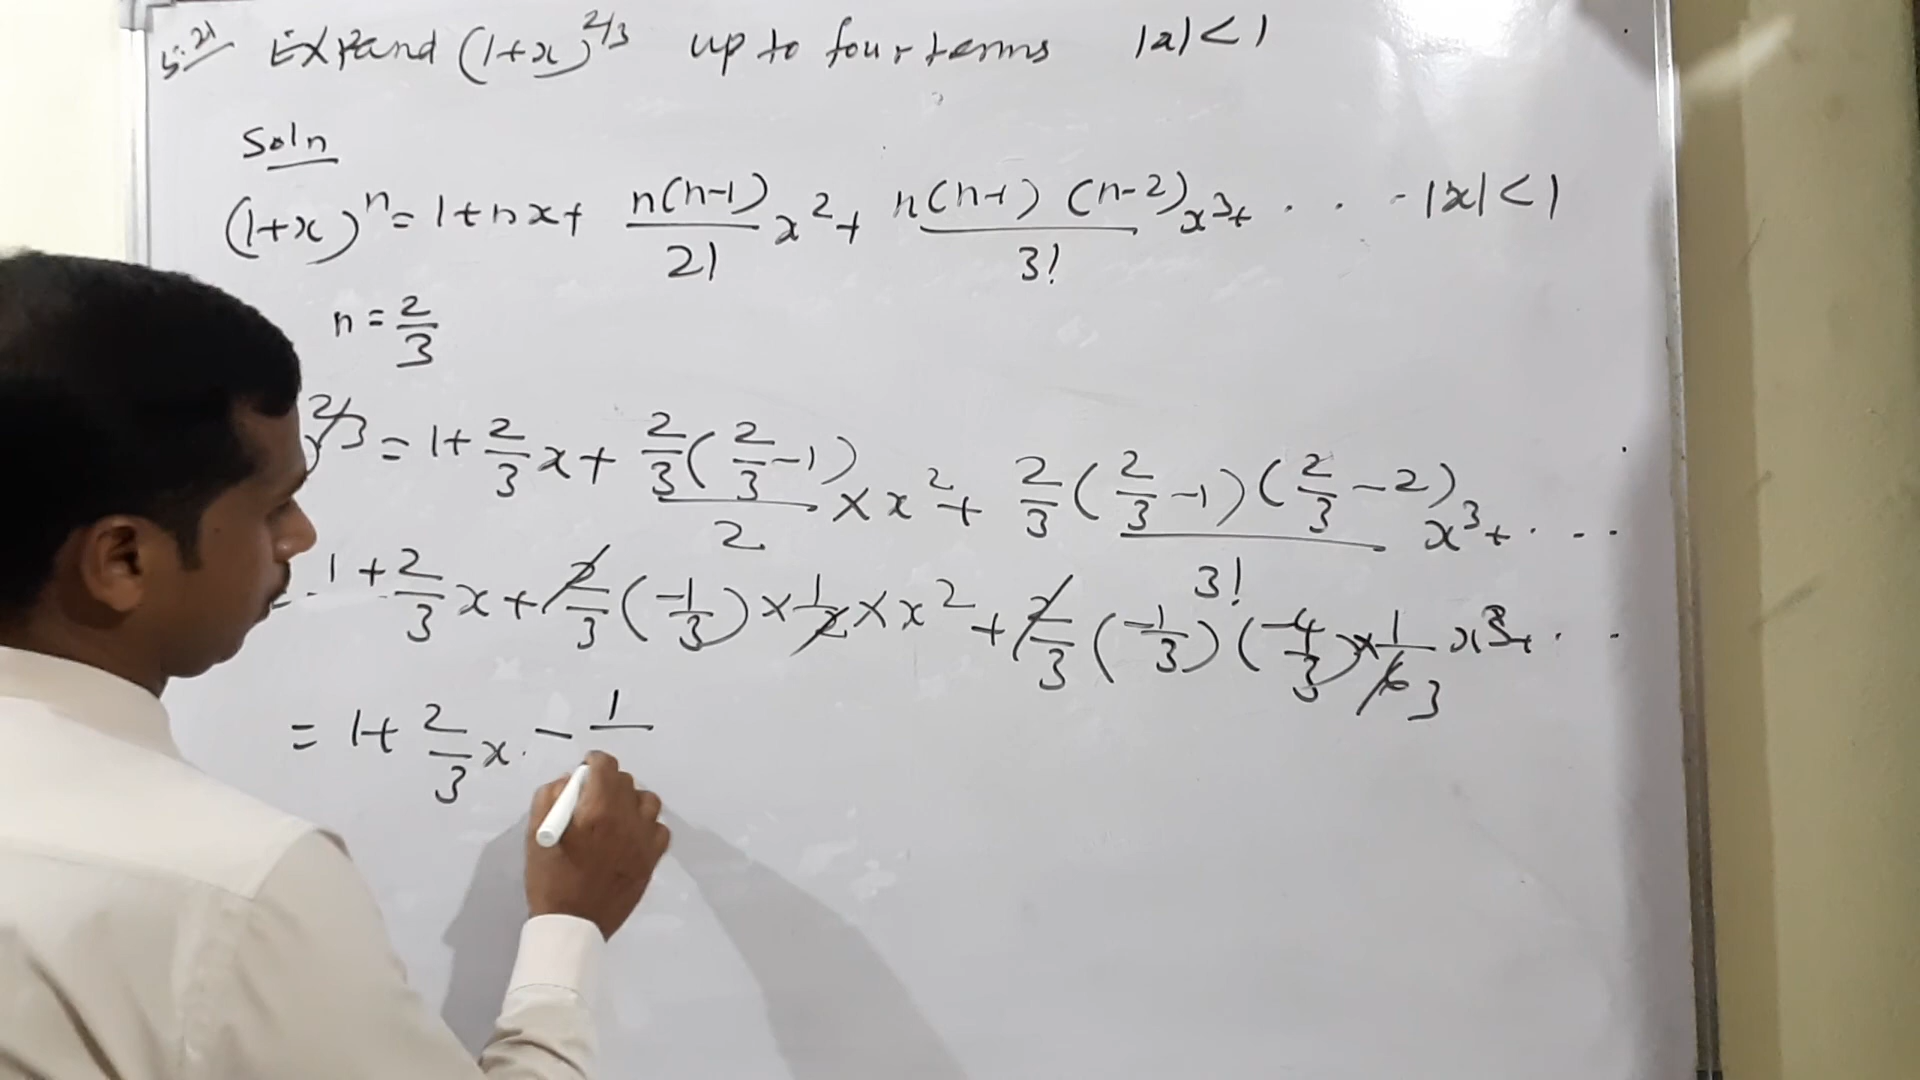 5.21 Expand (1+x)^2/3 up to four terms |x|<1
Soln
(1+x)^n = 1+nx+ n(n-1)/2! x^2+ n(n-1)(n-2)/3! x^3+ . . . |x|<1
n = 2/3
)^2/3 = 1+ 2/3 x+ 2/3(2/3-1)/2 × x^2+ 2/3(2/3-1)(2/3-2)/3! x^3+ . . .
1+ 2/3 x+ 2/3(-1/3)×1/2×x^2+ 2/3(-1/3)(-4/3)×1/6 3 x^3+ . .
= 1+ 2/3 x - 1